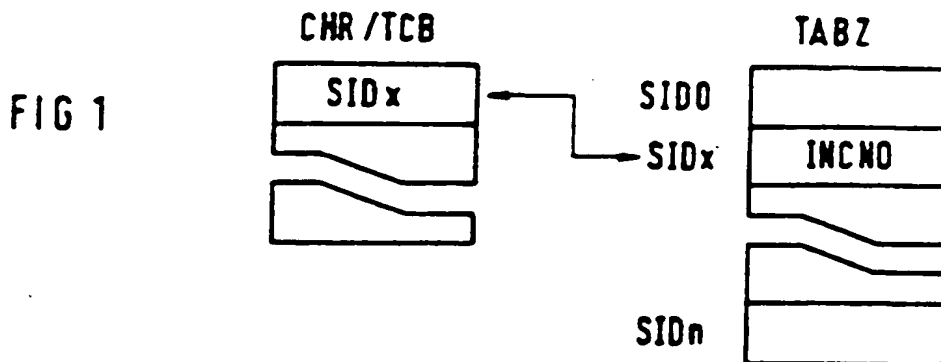 CHR/TCB
TABZ
FIG 1
SIDx
SID0
SIDx
INCNO
SIDn